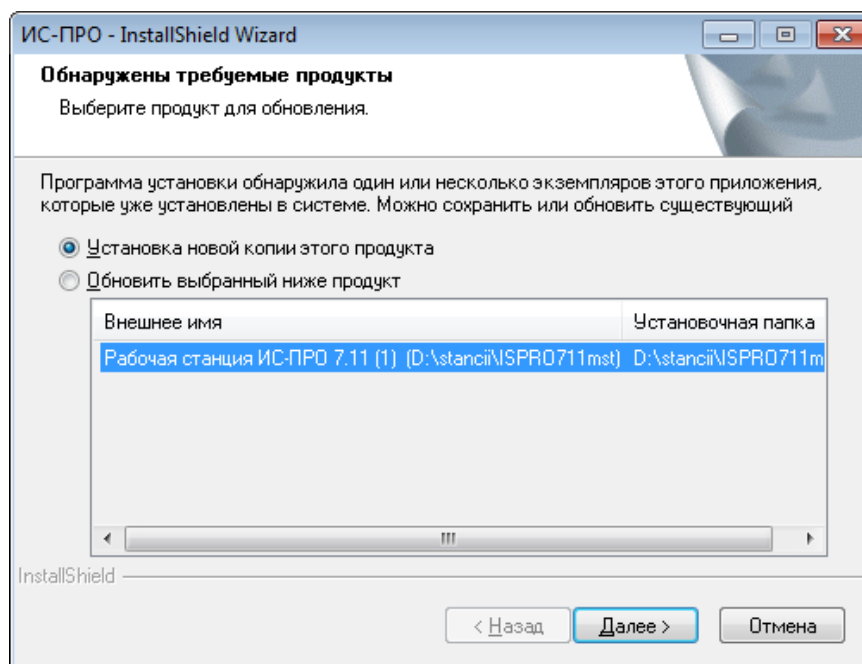 ИС-ПРО - InstallShield Wizard
Обнаружены требуемые продукты
Выберите продукт для обновления.
Программа установки обнаружила один или несколько экземпляров этого приложения,
которые уже установлены в системе. Можно сохранить или обновить существующий
Установка новой копии этого продукта
Обновить выбранный ниже продукт
Внешнее имя Установочная папка
Рабочая станция ИС-ПРО 7.11 (1) (D:\stancii\ISPRO711mst) D:\stancii\ISPRO711m
InstallShield
< Назад Далее > Отмена